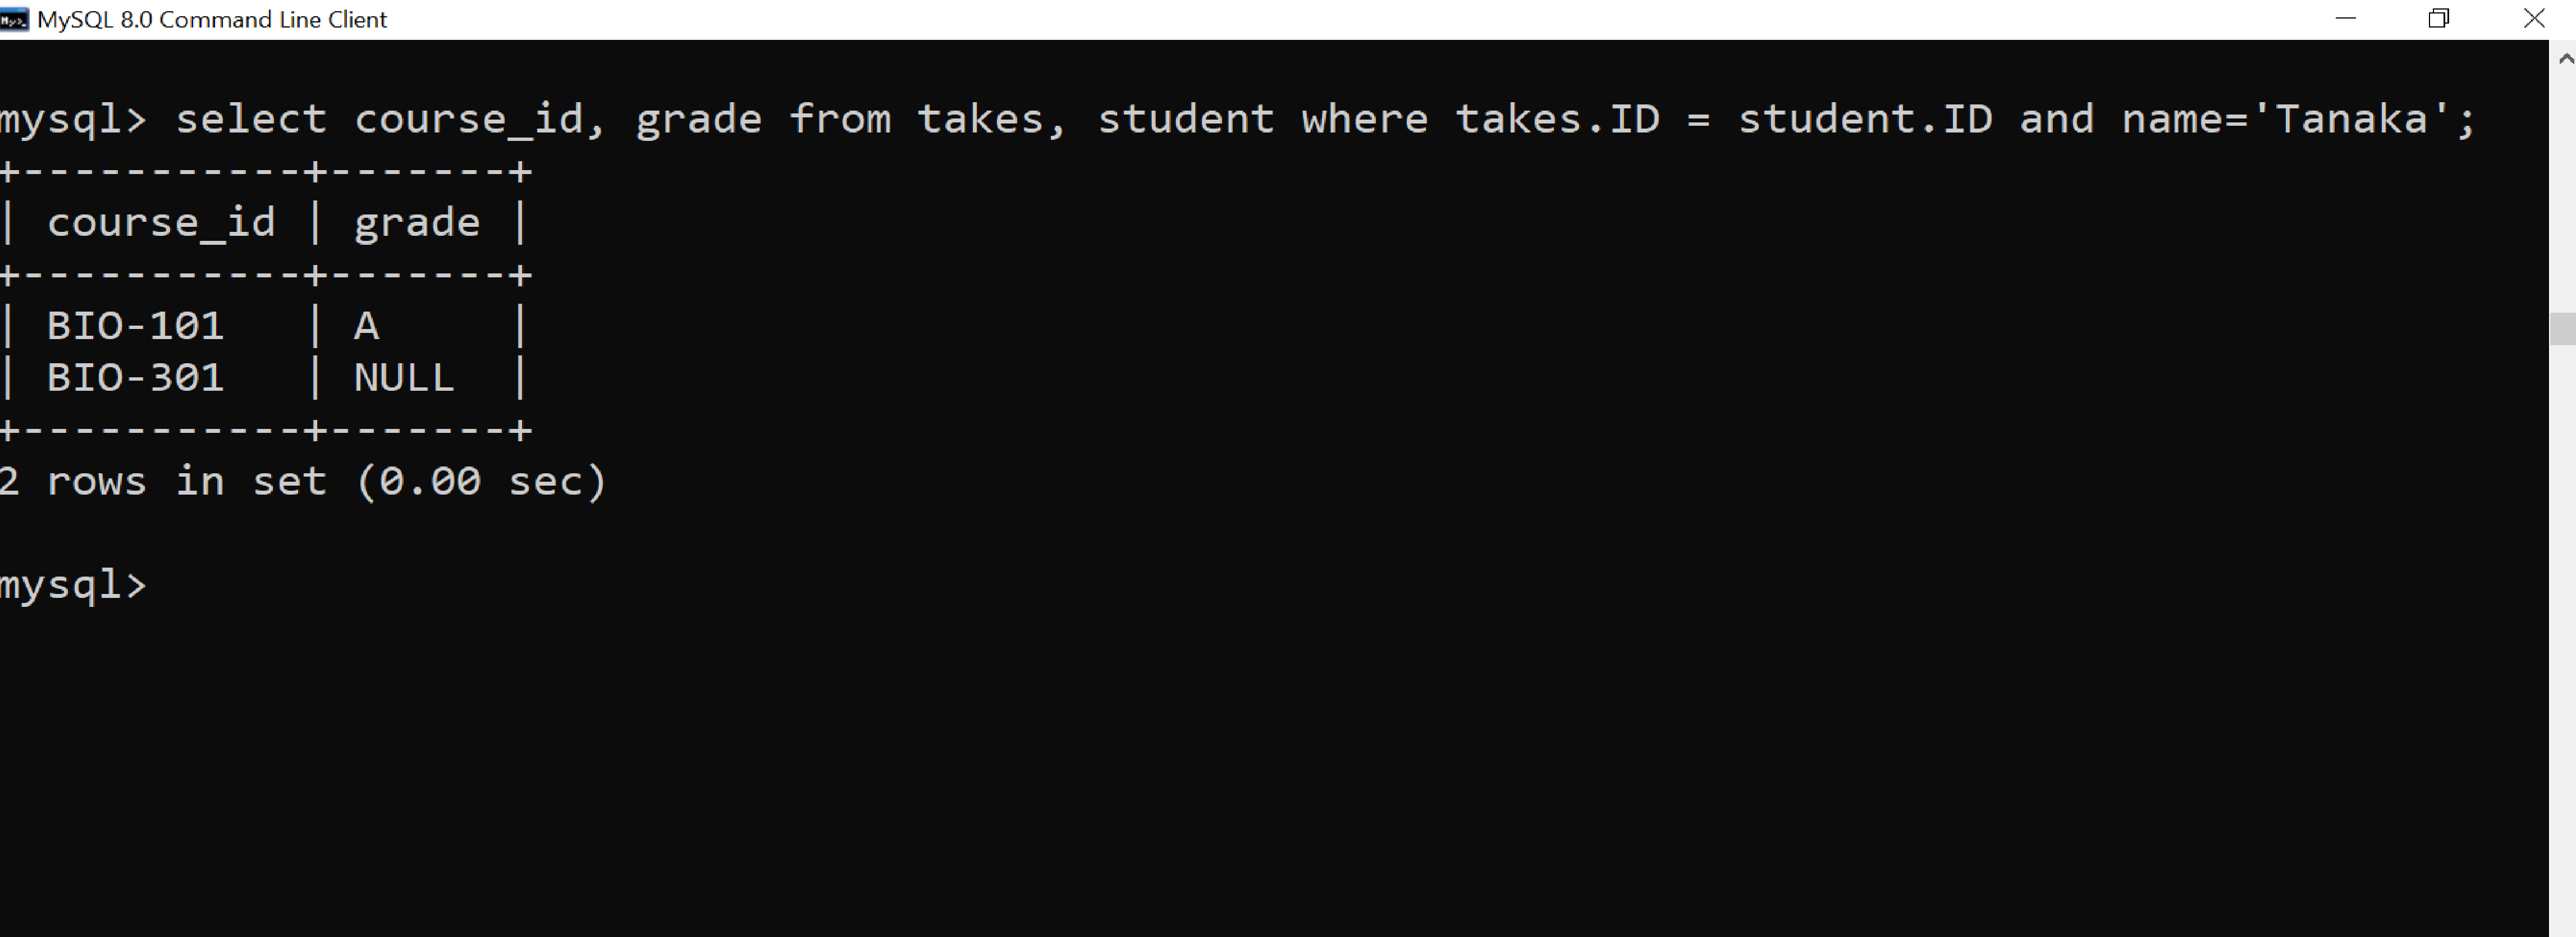 MySQL 8.0 Command Line Client
mysql> select course_id, grade from takes, student where takes.ID = student.ID and name='Tanaka';
+-----------+-------+
| course_id | grade |
+-----------+-------+
| BIO-101   | A     |
| BIO-301   | NULL  |
+-----------+-------+
2 rows in set (0.00 sec)
mysql>